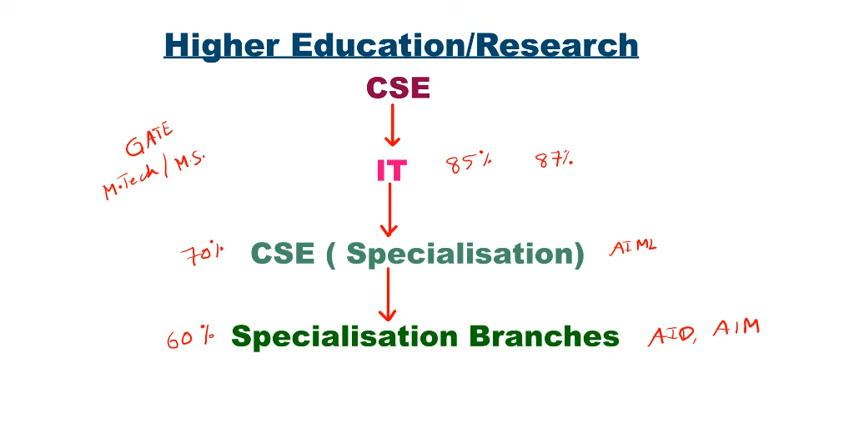 Higher Education/Research
CSE
GATE
M.Tech/M.S.
IT 85% 87%
70% CSE ( Specialisation) AIML
60% Specialisation Branches AID, AIM